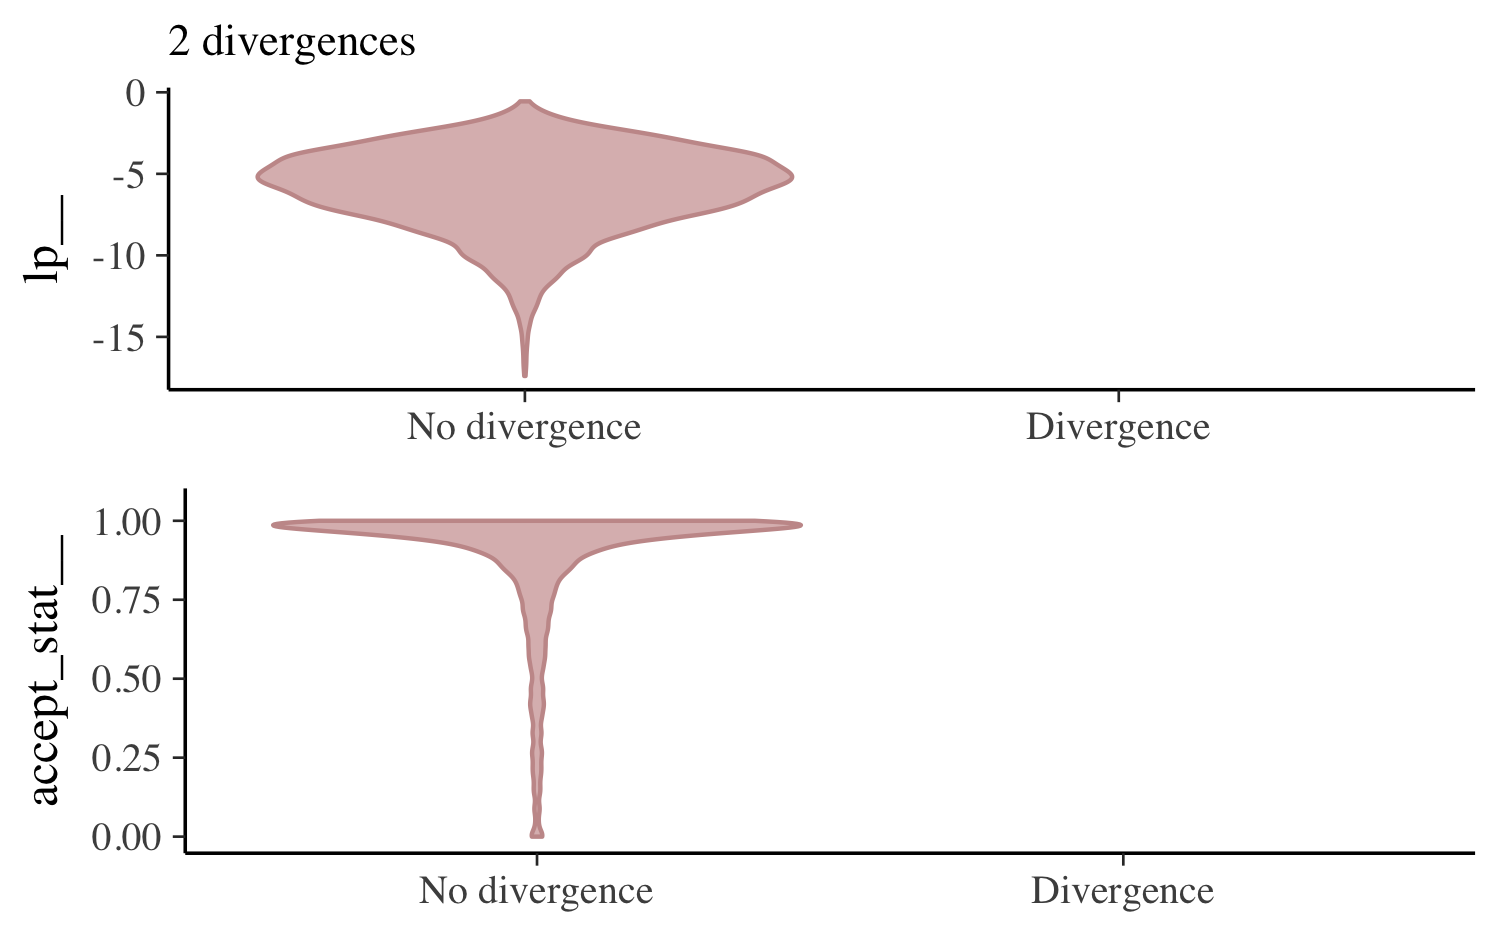 2 divergences
lp__
0
-5
-10
-15
No divergence
Divergence
accept_stat__
1.00
0.75
0.50
0.25
0.00
No divergence
Divergence